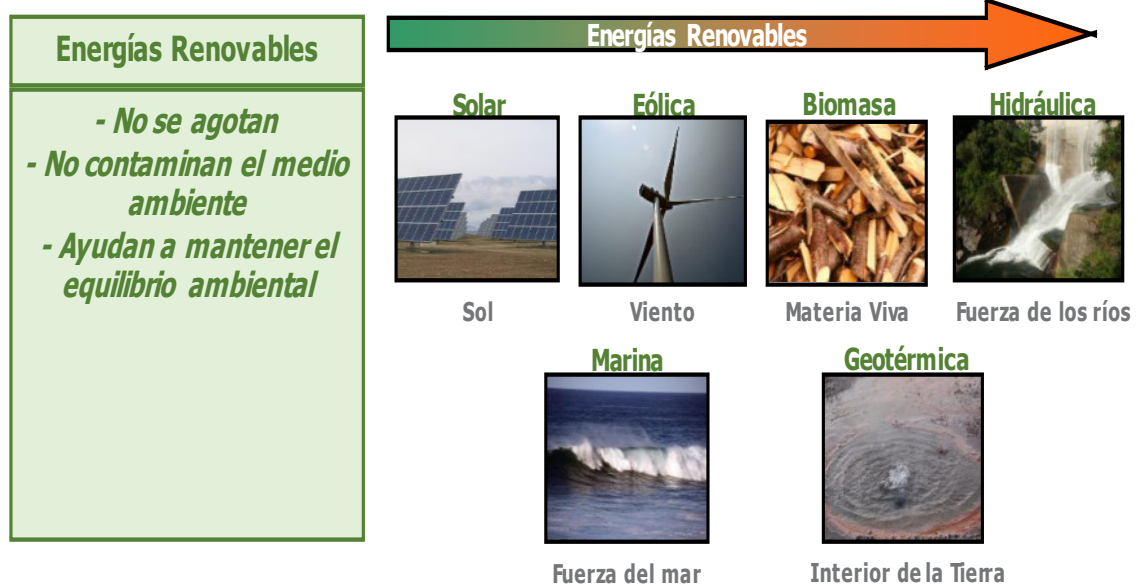 Energías Renovables
- No se agotan
- No contaminan el medio
ambiente
- Ayudan a mantener el
equilibrio ambiental
Energías Renovables
Solar
Eólica
Biomasa
Hidráulica
Sol
Viento
Materia Viva
Fuerza de los ríos
Marina
Geotérmica
Fuerza del mar
Interior de la Tierra